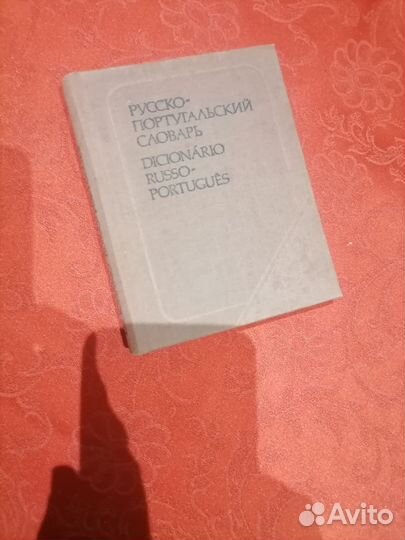 РУССКО-
ПОРТУГАЛЬСКИЙ
СЛОВАРЬ
DICIONÁRIO
RUSSO-
PORTUGUÊS
Avito